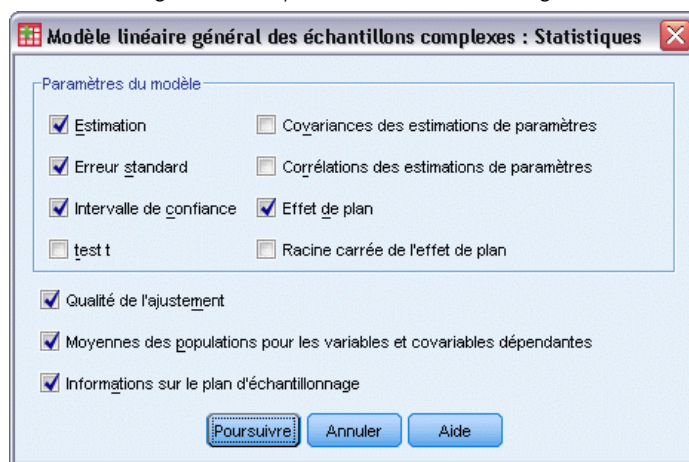 Modèle linéaire général des échantillons complexes : Statistiques
Paramètres du modèle
Estimation
Covariances des estimations de paramètres
Erreur standard
Corrélations des estimations de paramètres
Intervalle de confiance
Effet de plan
test t
Racine carrée de l'effet de plan
Qualité de l'ajustement
Moyennes des populations pour les variables et covariables dépendantes
Informations sur le plan d'échantillonnage
Poursuivre
Annuler
Aide